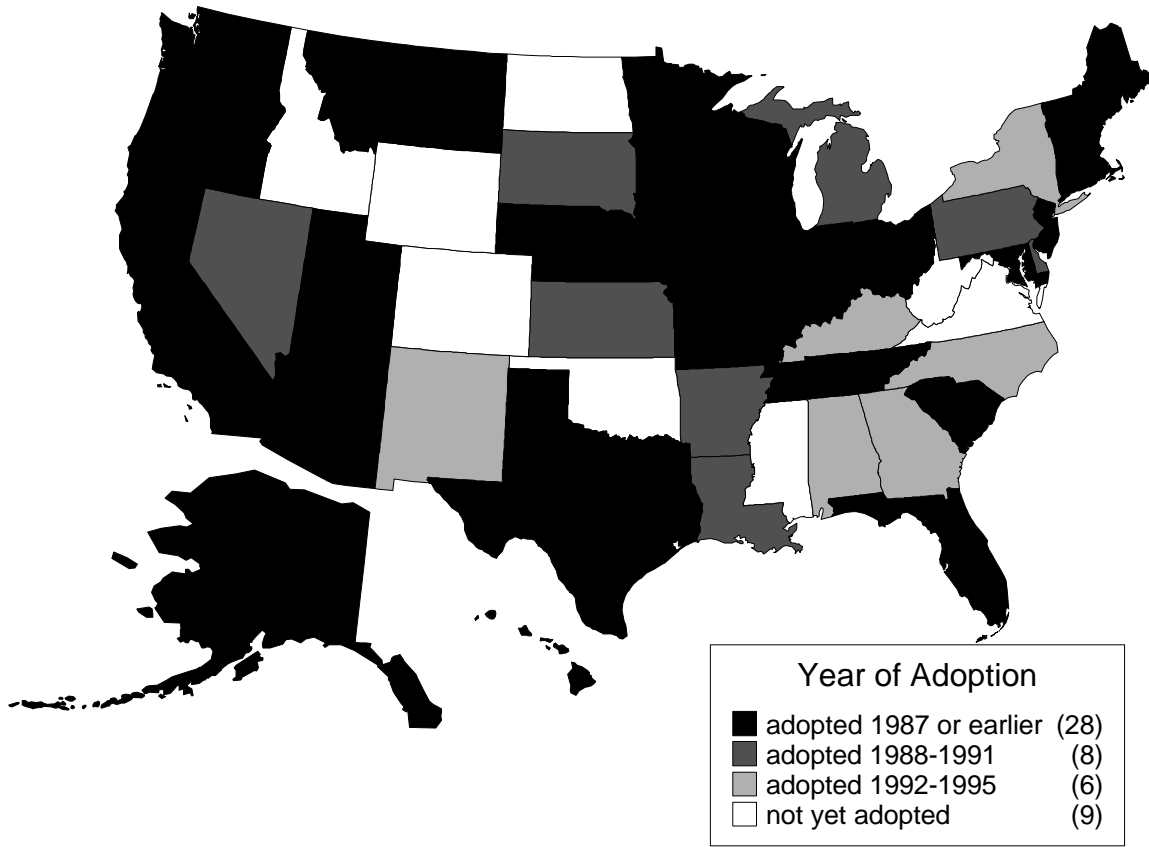 Year of Adoption
adopted 1987 or earlier (28)
adopted 1988-1991 (8)
adopted 1992-1995 (6)
not yet adopted (9)